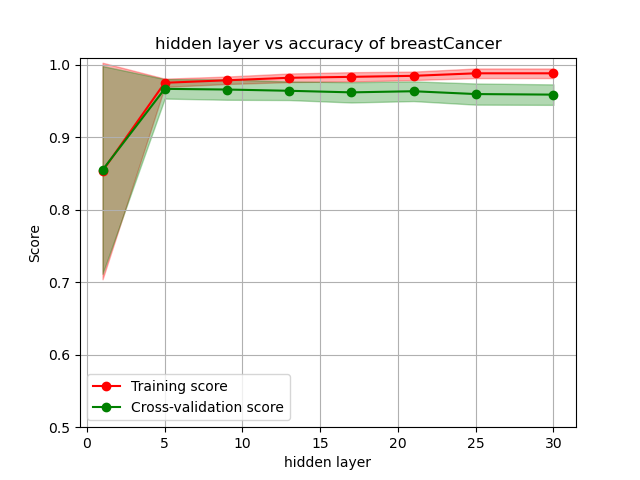 hidden layer vs accuracy of breastCancer
1.0
0.9
0.8
0.7
0.6
0.5
Score
Training score
Cross-validation score
0 5 10 15 20 25 30
hidden layer